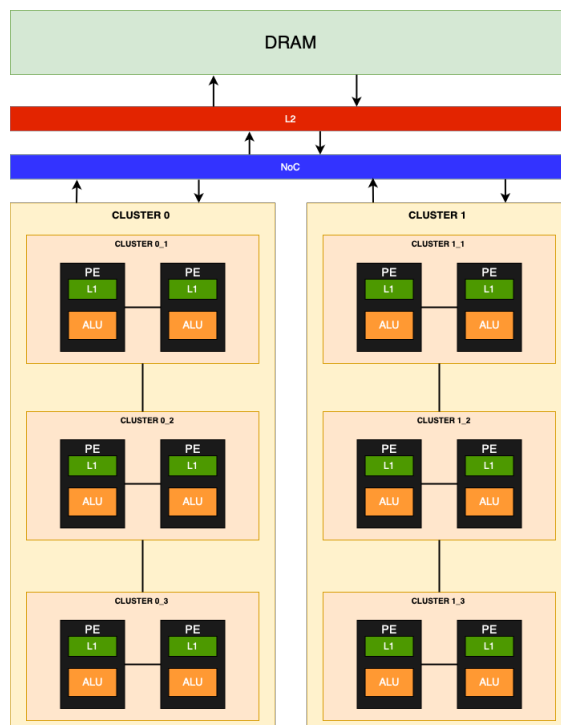 DRAM
L2
NoC
CLUSTER 0
CLUSTER 0_1
PE
L1
ALU
PE
L1
ALU
CLUSTER 0_2
PE
L1
ALU
PE
L1
ALU
CLUSTER 0_3
PE
L1
ALU
PE
L1
ALU
CLUSTER 1
CLUSTER 1_1
PE
L1
ALU
PE
L1
ALU
CLUSTER 1_2
PE
L1
ALU
PE
L1
ALU
CLUSTER 1_3
PE
L1
ALU
PE
L1
ALU